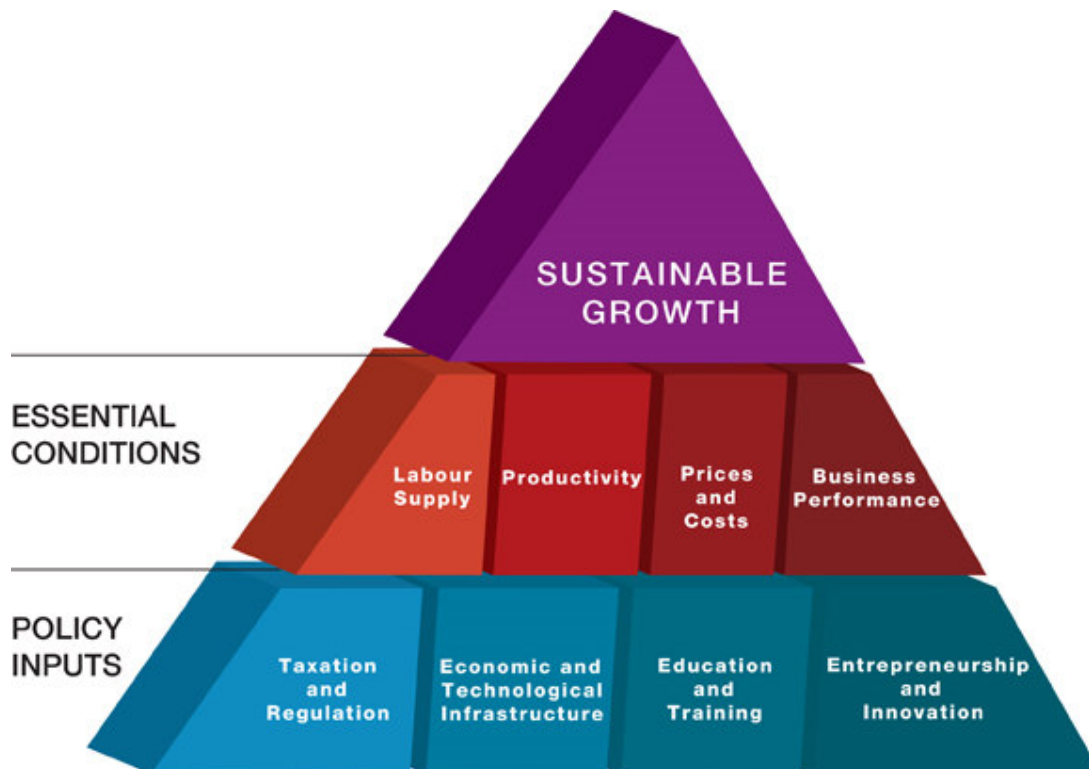 SUSTAINABLE
GROWTH
ESSENTIAL
CONDITIONS
Labour
Supply
Productivity
Prices
and
Costs
Business
Performance
POLICY
INPUTS
Taxation
and
Regulation
Economic and
Technological
Infrastructure
Education
and
Training
Entrepreneurship
and
Innovation